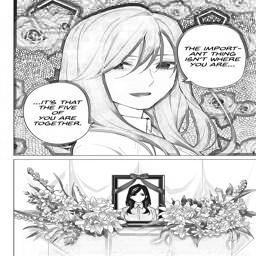 THE IMPORT-
ANT THING
ISN'T WHERE
YOU ARE...
...IT'S THAT
THE FIVE
OF
YOU ARE
TOGETHER.